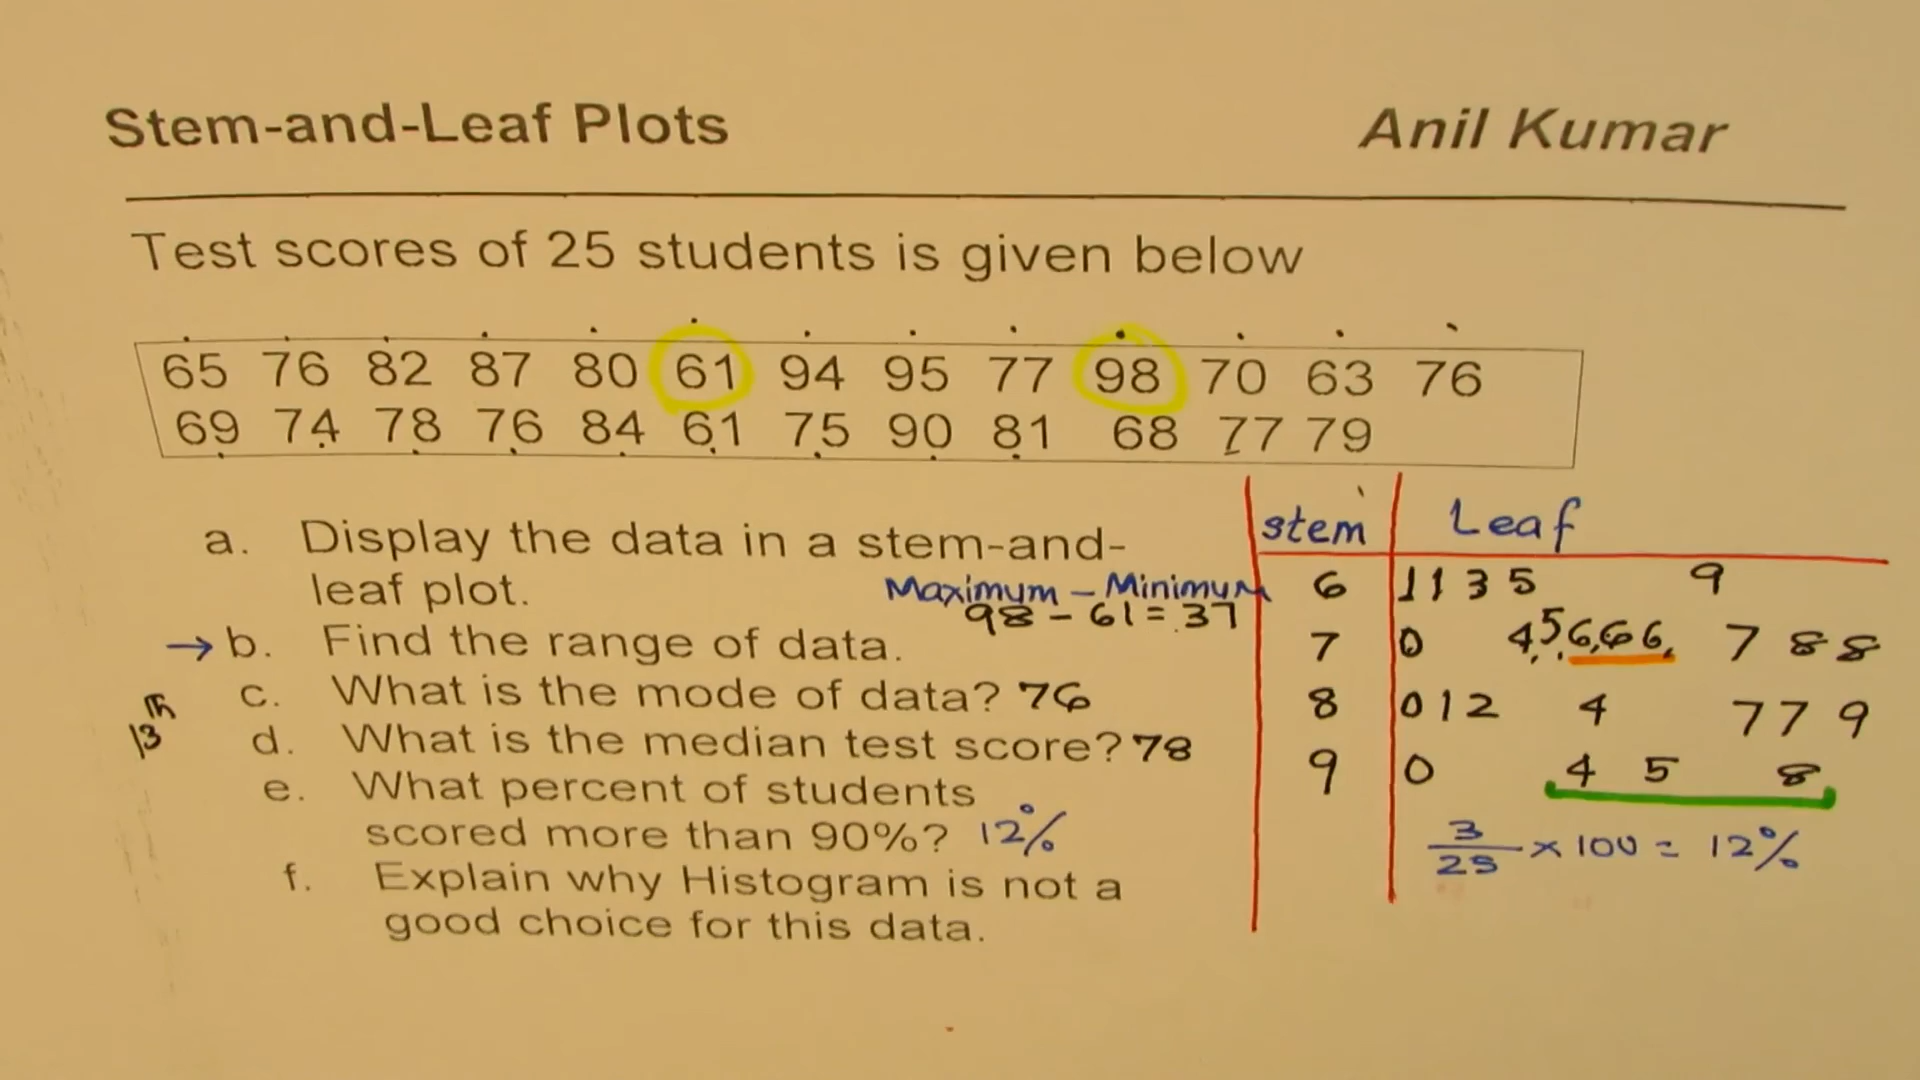 Stem-and-Leaf Plots Anil Kumar
Test scores of 25 students is given below
65 76 82 87 80 61 94 95 77 98 70 63 76
69 74 78 76 84 61 75 90 81 68 77 79
a. Display the data in a stem-and-
leaf plot.
Maximum - Minimum
98 - 61 = 37
→ b. Find the range of data.
c. What is the mode of data? 76
13th
d. What is the median test score? 78
e. What percent of students
scored more than 90%? 12%
f. Explain why Histogram is not a
good choice for this data.
stem Leaf
6 1 1 3 5 9
7 0 4,5,6,6 6, 7 8 8
8 0 1 2 4 7 7 9
9 0 4 5 8
3/25 x 100 = 12%